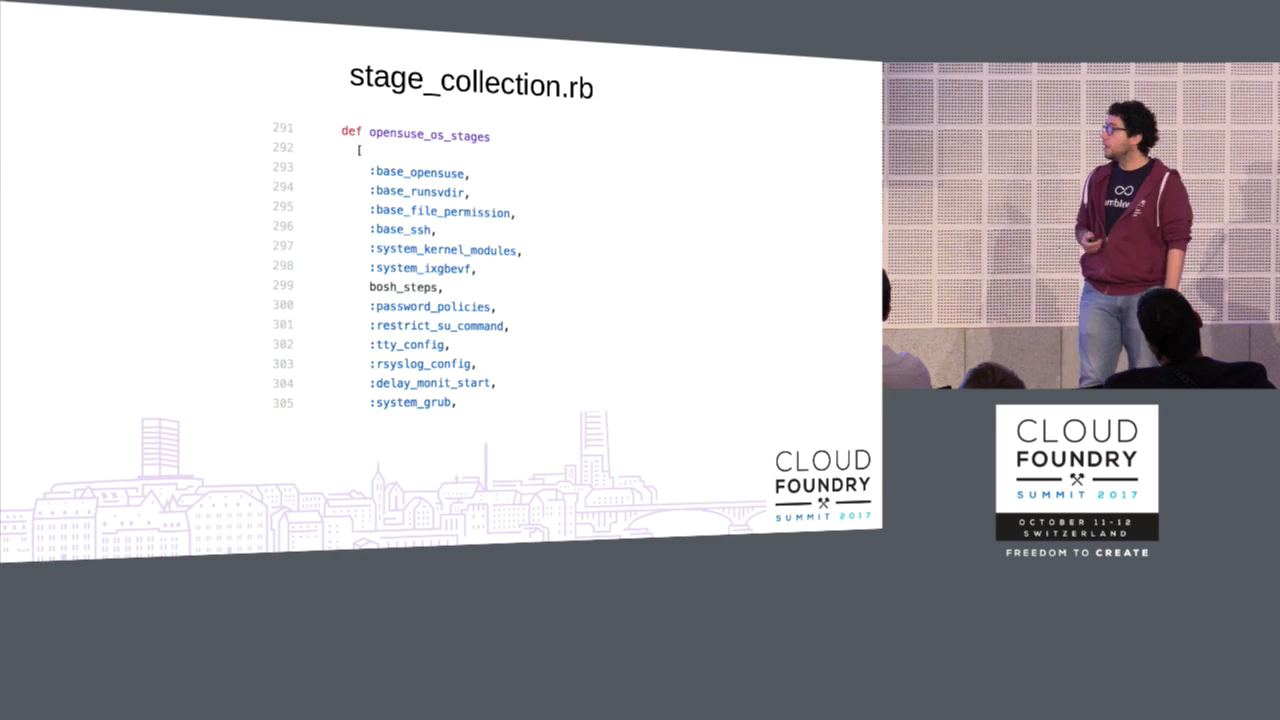 stage_collection.rb
291 def opensuse_os_stages
292 [
293 :base_opensuse,
294 :base_runsvdir,
295 :base_file_permission,
296 :base_ssh,
297 :system_kernel_modules,
298 :system_ixgbevf,
299 bosh_steps,
300 :password_policies,
301 :restrict_su_command,
302 :tty_config,
303 :rsyslog_config,
304 :delay_monit_start,
305 :system_grub,
CLOUD
FOUNDRY
SUMMIT 2017
CLOUD
FOUNDRY
SUMMIT 2017
OCTOBER 11-12
SWITZERLAND
FREEDOM TO CREATE